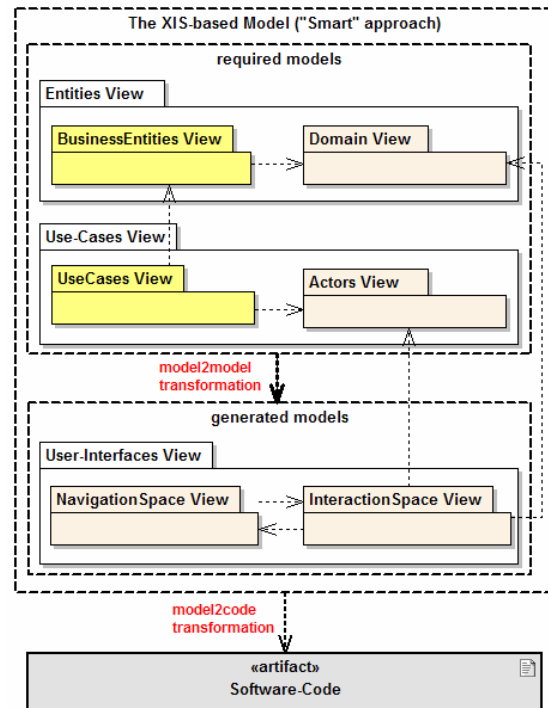 The XIS-based Model ("Smart" approach)
required models
Entities View
BusinessEntities View
Domain View
Use-Cases View
UseCases View
Actors View
model2model
transformation
generated models
User-Interfaces View
NavigationSpace View
InteractionSpace View
model2code
transformation
«artifact»
Software-Code